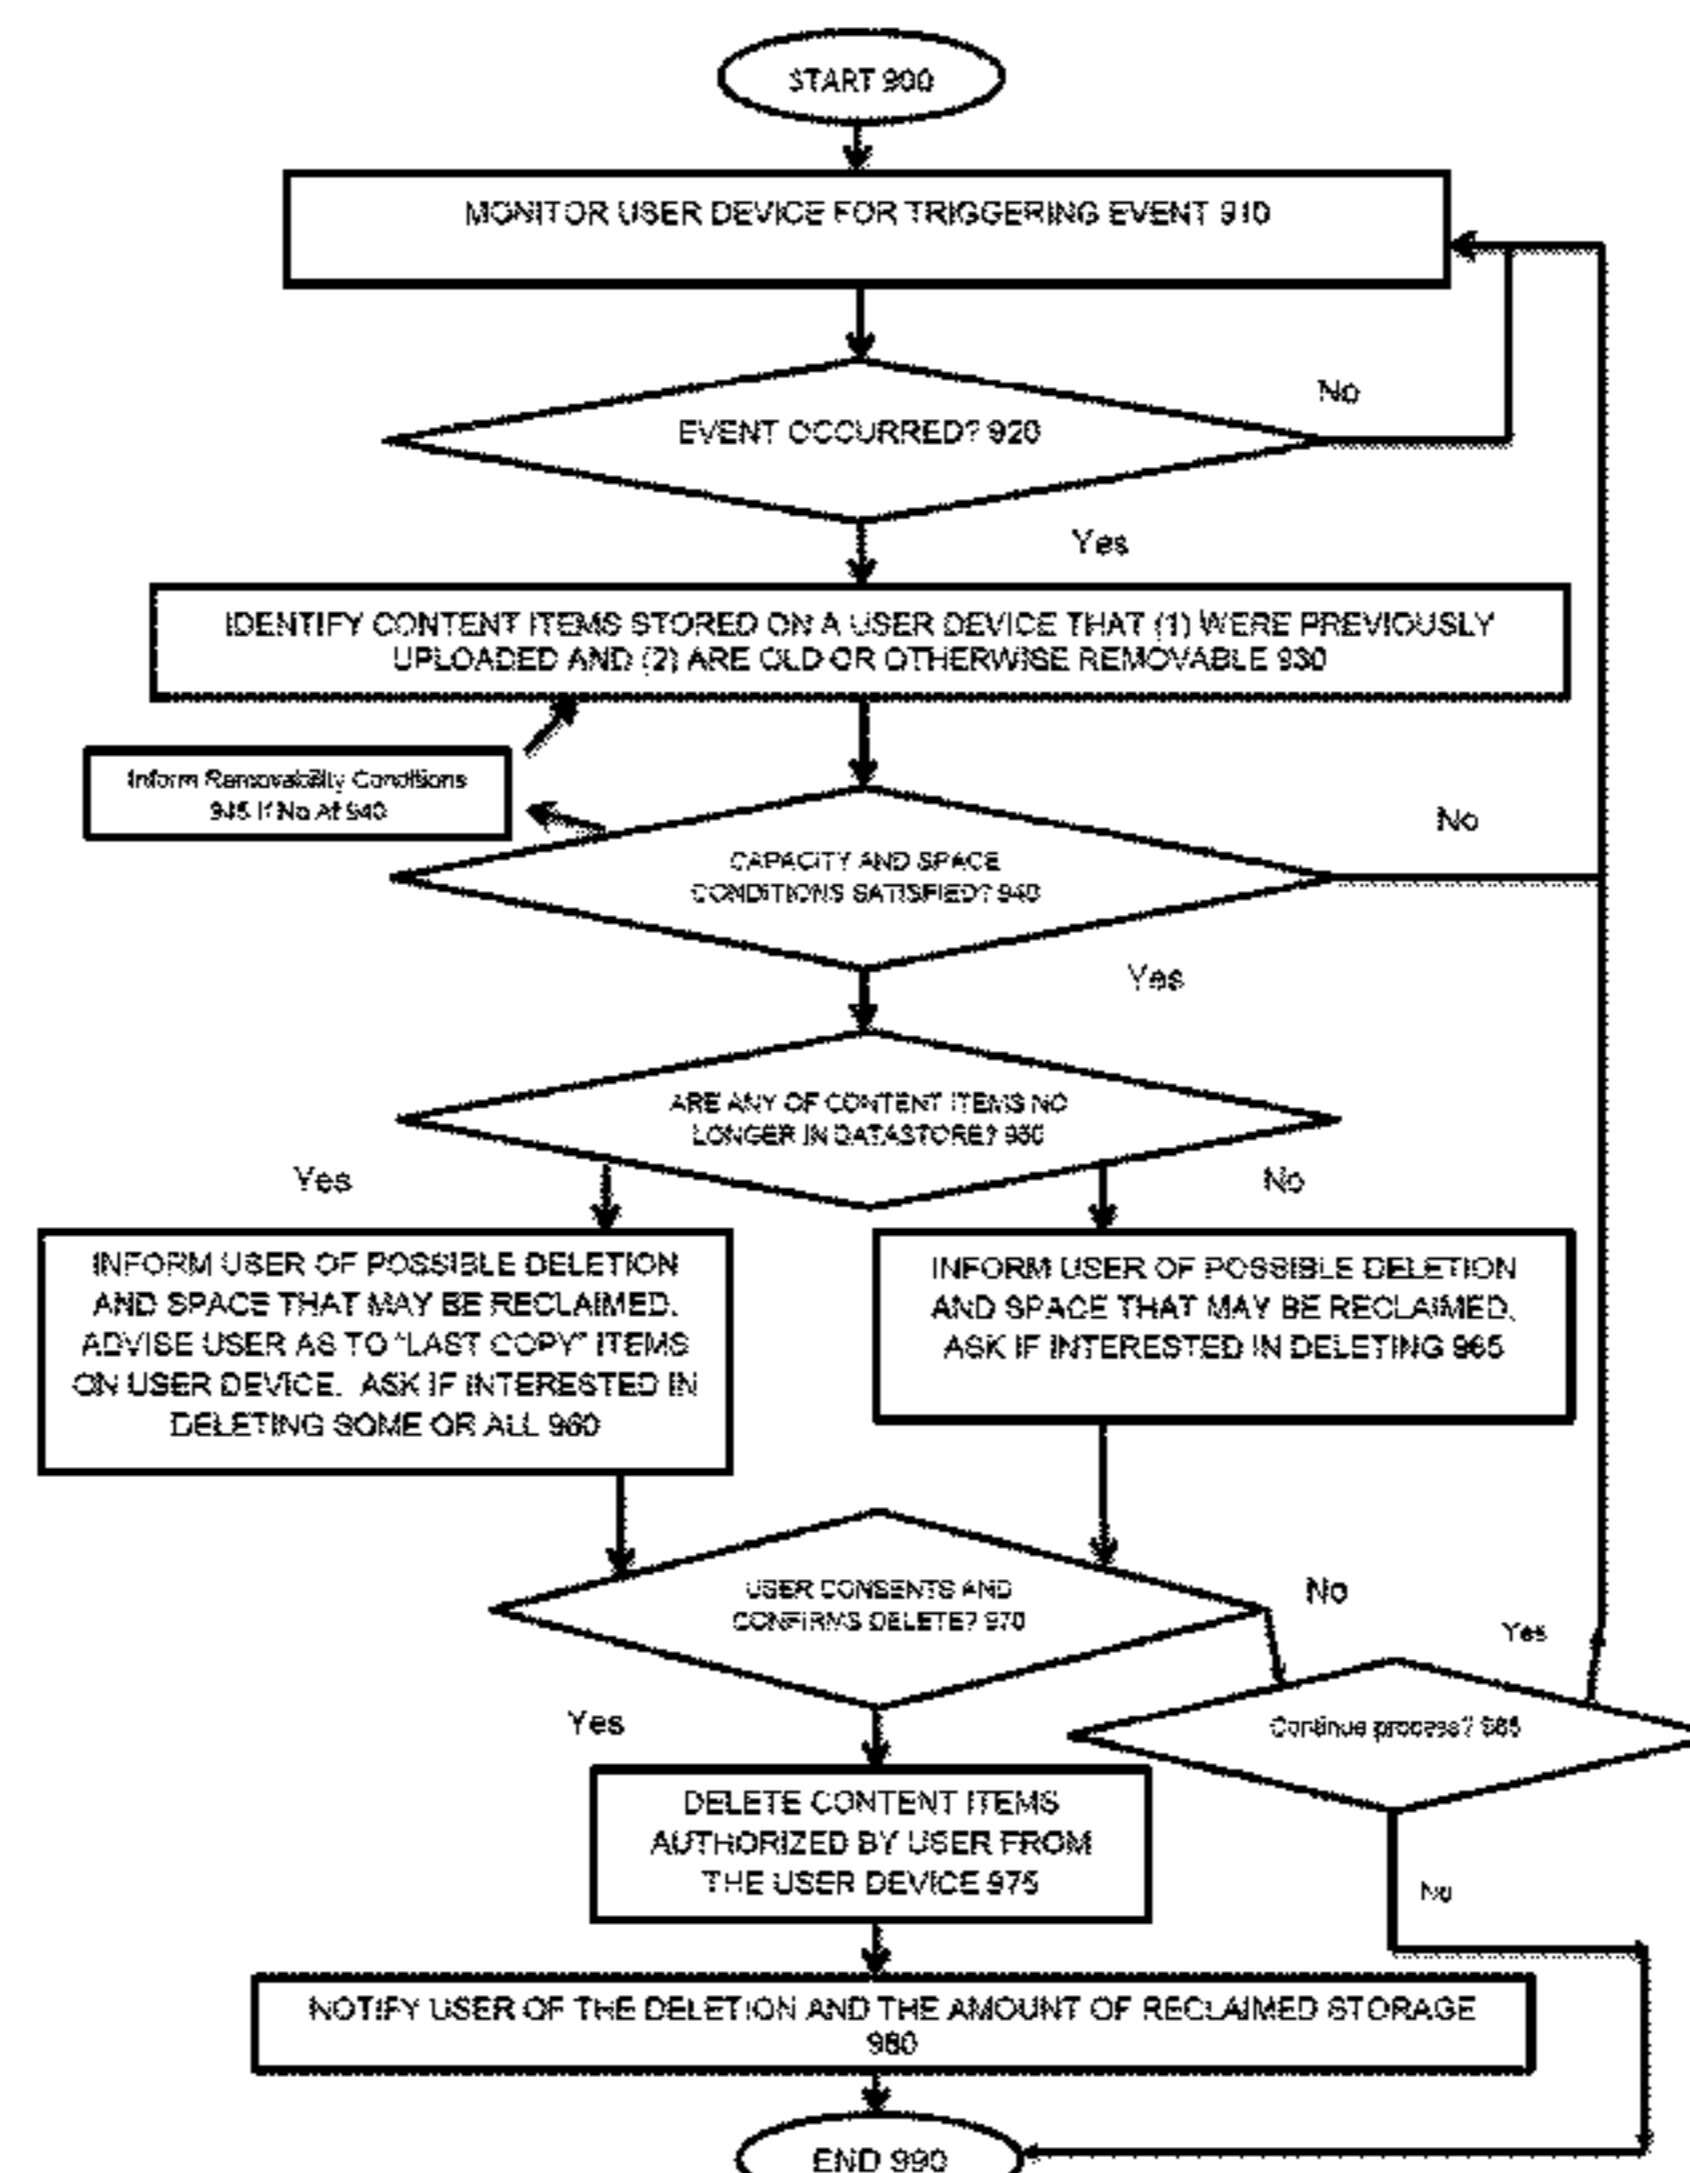 START 900
MONITOR USER DEVICE FOR TRIGGERING EVENT 910
EVENT OCCURRED? 920
No
Yes
IDENTIFY CONTENT ITEMS STORED ON A USER DEVICE THAT (1) WERE PREVIOUSLY
UPLOADED AND (2) ARE OLD OR OTHERWISE REMOVABLE 930
Inform Removability Conditions
945 if No At 940
CAPACITY AND SPACE
CONDITIONS SATISFIED? 940
No
Yes
ARE ANY OF CONTENT ITEMS NO
LONGER IN DATASTORE? 950
Yes
No
INFORM USER OF POSSIBLE DELETION
AND SPACE THAT MAY BE RECLAIMED.
ADVISE USER AS TO "LAST COPY" ITEMS
ON USER DEVICE. ASK IF INTERESTED IN
DELETING SOME OR ALL 960
INFORM USER OF POSSIBLE DELETION
AND SPACE THAT MAY BE RECLAIMED.
ASK IF INTERESTED IN DELETING 965
USER CONSENTS AND
CONFIRMS DELETE? 970
No
Yes
Yes
Continue process? 985
No
DELETE CONTENT ITEMS
AUTHORIZED BY USER FROM
THE USER DEVICE 975
NOTIFY USER OF THE DELETION AND THE AMOUNT OF RECLAIMED STORAGE
980
END 990